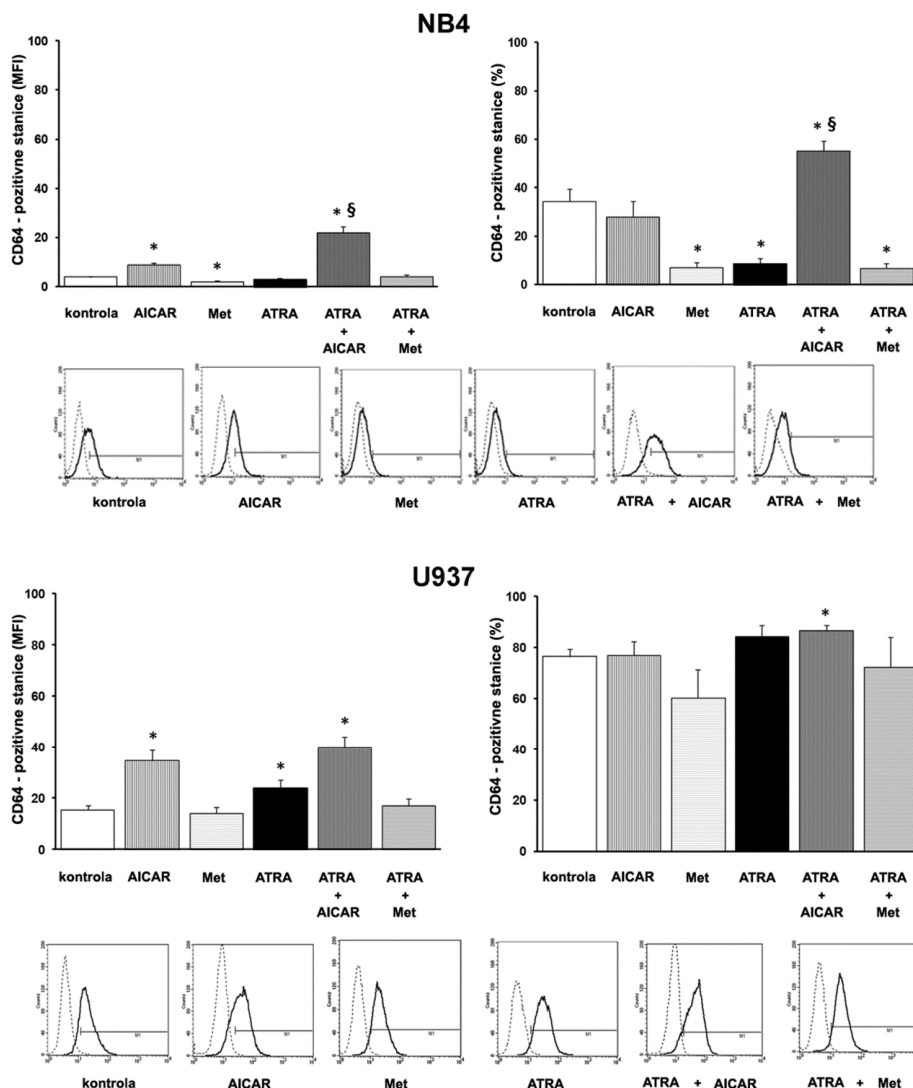 NB4
CD64 - pozitivne stanice (MFI)
100
80
60
40
20
0
* * * §
kontrola AICAR Met ATRA ATRA + AICAR ATRA + Met
CD64 - pozitivne stanice (%)
100
80
60
40
20
0
* * * § *
kontrola AICAR Met ATRA ATRA + AICAR ATRA + Met
kontrola AICAR Met ATRA ATRA + AICAR ATRA + Met
U937
CD64 - pozitivne stanice (MFI)
100
80
60
40
20
0
* * *
kontrola AICAR Met ATRA ATRA + AICAR ATRA + Met
CD64 - pozitivne stanice (%)
100
80
60
40
20
0
*
kontrola AICAR Met ATRA ATRA + AICAR ATRA + Met
kontrola AICAR Met ATRA ATRA + AICAR ATRA + Met